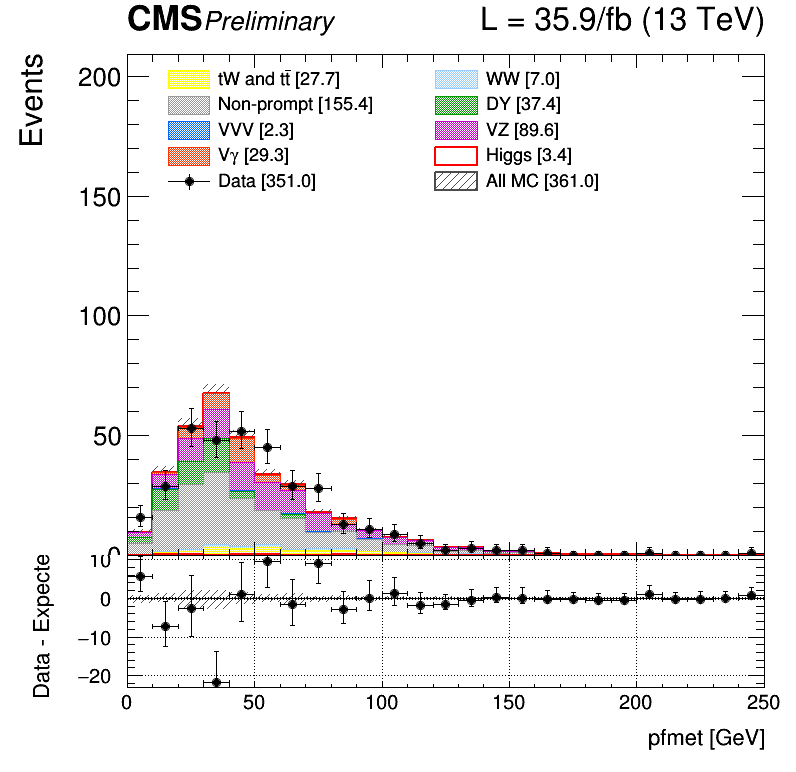 CMS Preliminary L = 35.9/fb (13 TeV)
Events
200
150
100
50
0
tW and tt̄ [27.7]
Non-prompt [155.4]
VVV [2.3]
Vγ [29.3]
Data [351.0]
WW [7.0]
DY [37.4]
VZ [89.6]
Higgs [3.4]
All MC [361.0]
Data - Expecte
10
0
−10
−20
0 50 100 150 200 250
pfmet [GeV]